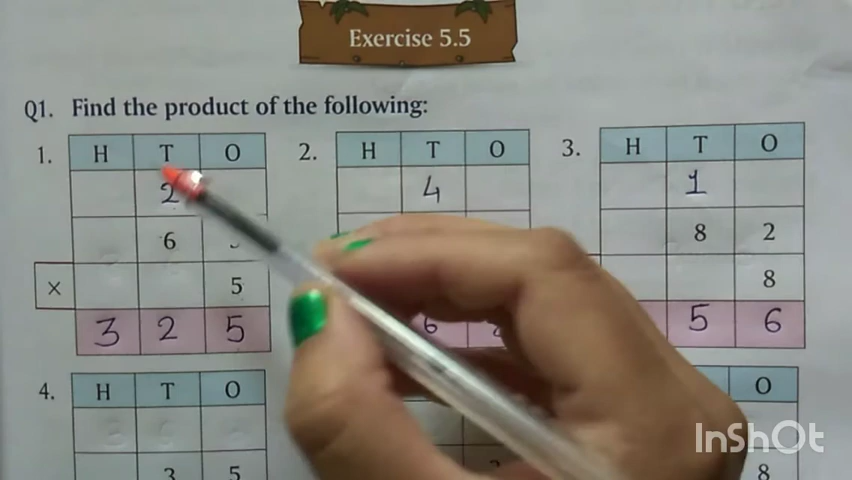 Exercise 5.5
Q1. Find the product of the following:
1. H T O
2
6
× 5
3 2 5
2. H T O
4
6
3. H T O
1
8 2
8
5 6
4. H T O
3 5
O
8
InShOt